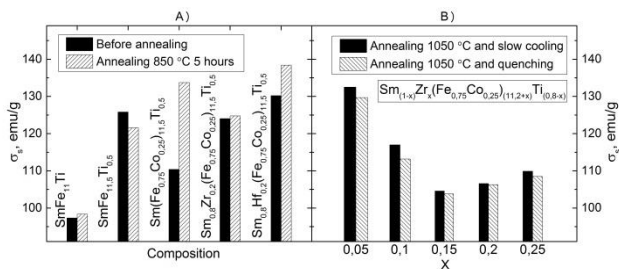 A)
Before annealing
Annealing 850 °C 5 hours
σs, emu/g
140
130
120
110
100
SmFe11Ti
SmFe11,5Ti0,5
Sm(Fe0,75Co0,25)11,5Ti0,5
Sm0,8Zr0,2(Fe0,75Co0,25)11,5Ti0,5
Sm0,8Hf0,2(Fe0,75Co0,25)11,5Ti0,5
Composition
B)
Annealing 1050 °C and slow cooling
Annealing 1050 °C and quenching
Sm(1-x)Zrx(Fe0,75Co0,25)(11,2+x)Ti(0,8-x)
140
130
120
110
100
σs, emu/g
0,05 0,1 0,15 0,2 0,25
X